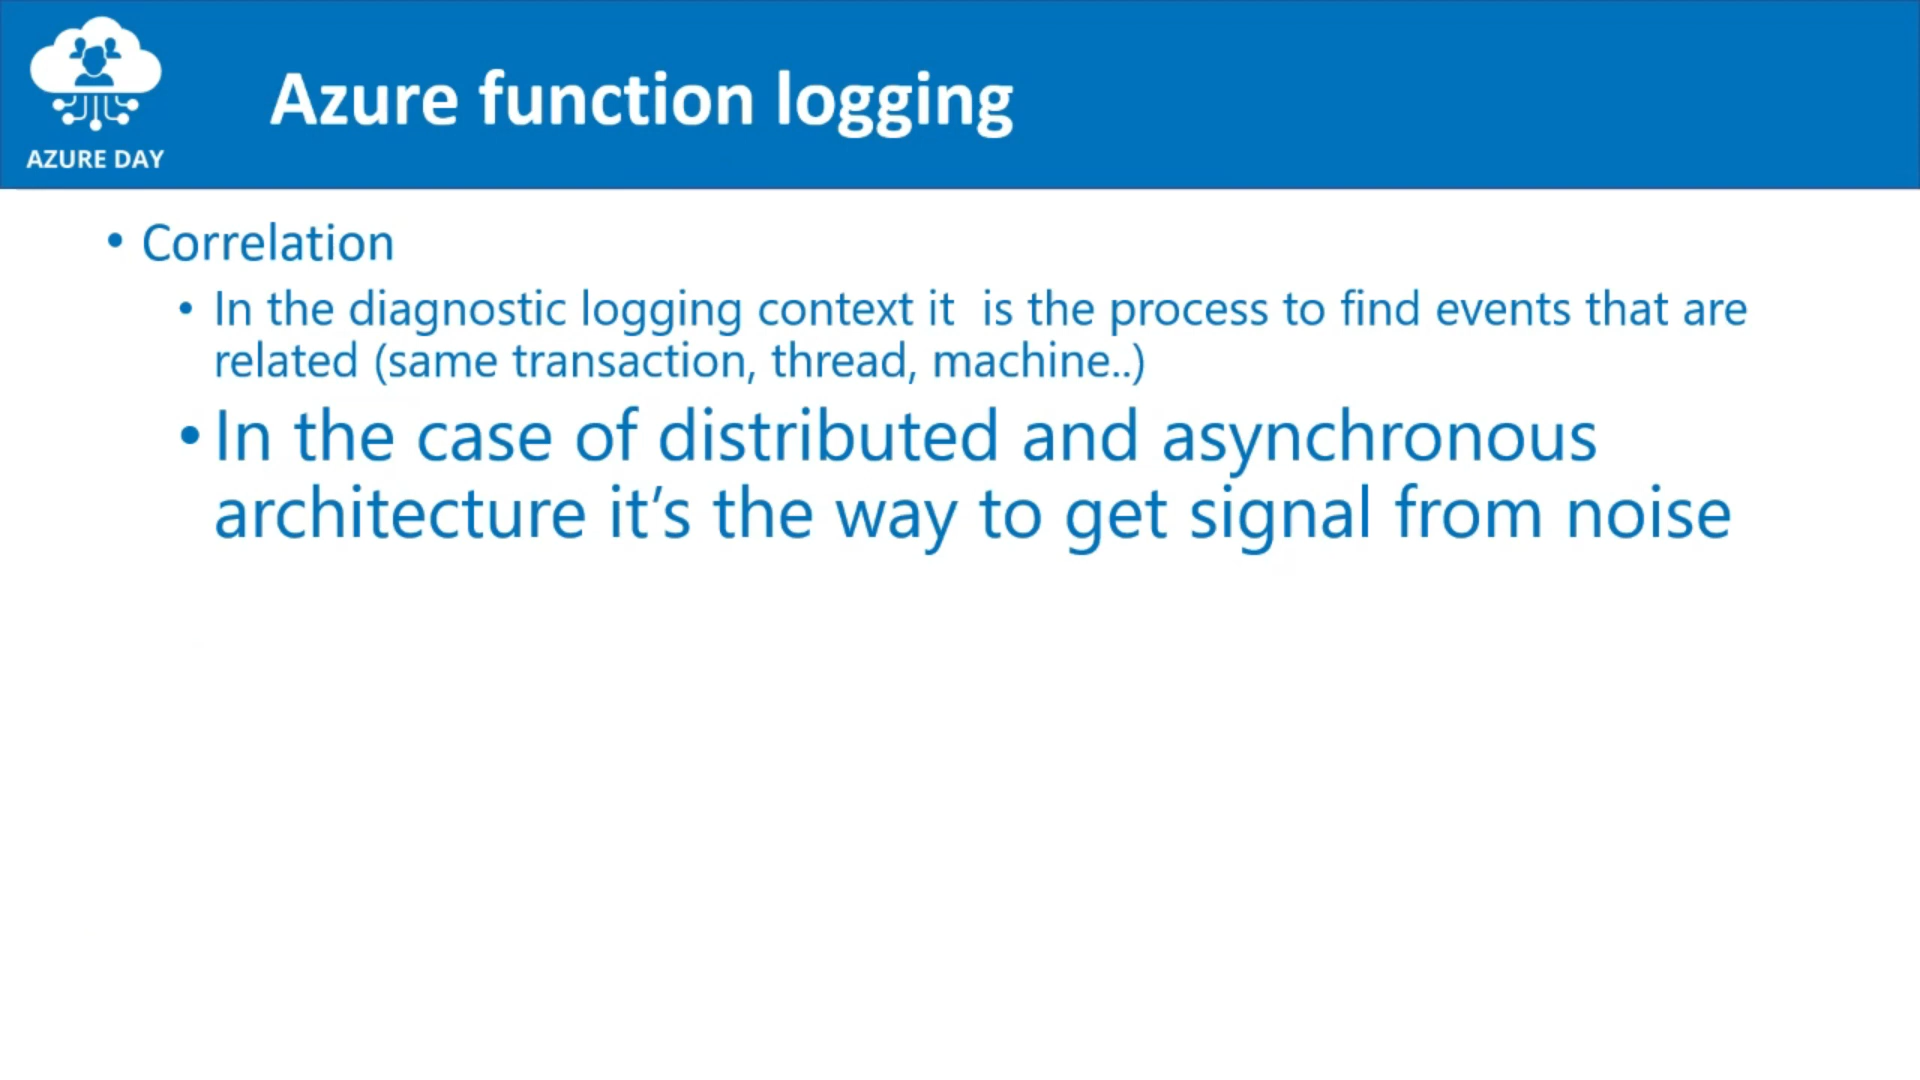 AZURE DAY
Azure function logging
• Correlation
• In the diagnostic logging context it  is the process to find events that are
related (same transaction, thread, machine..)
• In the case of distributed and asynchronous
architecture it’s the way to get signal from noise